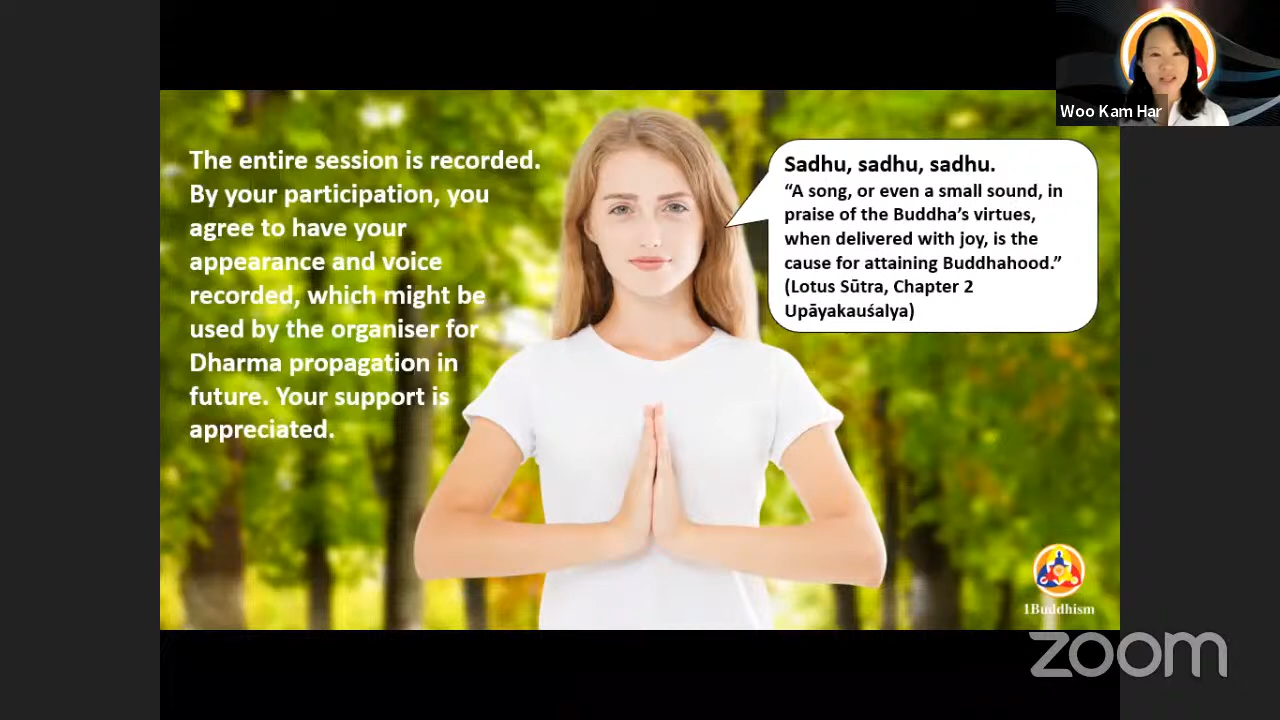 Woo Kam Har
The entire session is recorded.
By your participation, you
agree to have your
appearance and voice
recorded, which might be
used by the organiser for
Dharma propagation in
future. Your support is
appreciated.
Sadhu, sadhu, sadhu.
“A song, or even a small sound, in
praise of the Buddha’s virtues,
when delivered with joy, is the
cause for attaining Buddhahood.”
(Lotus Sūtra, Chapter 2
Upāyakauśalya)
1Buddhism
zoom